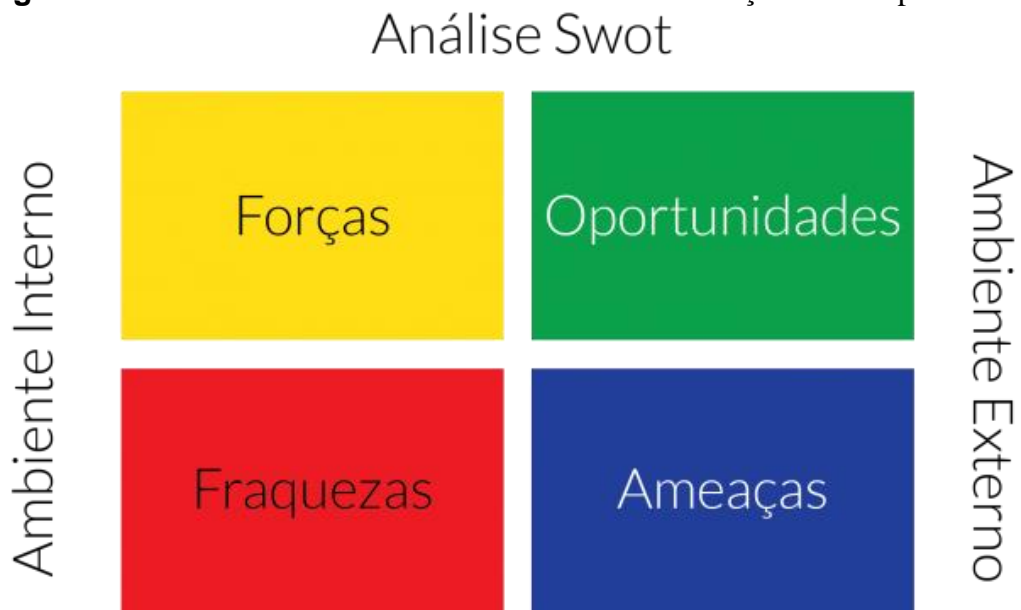 Análise Swot
Ambiente Interno
Forças
Oportunidades
Fraquezas
Ameaças
Ambiente Externo